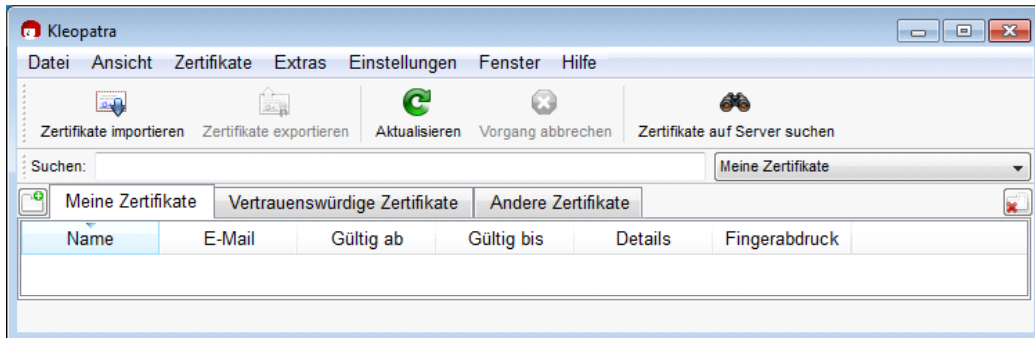 Kleopatra
Datei Ansicht Zertifikate Extras Einstellungen Fenster Hilfe
Zertifikate importieren Zertifikate exportieren Aktualisieren Vorgang abbrechen Zertifikate auf Server suchen
Suchen: Meine Zertifikate
Meine Zertifikate Vertrauenswürdige Zertifikate Andere Zertifikate
Name E-Mail Gültig ab Gültig bis Details Fingerabdruck